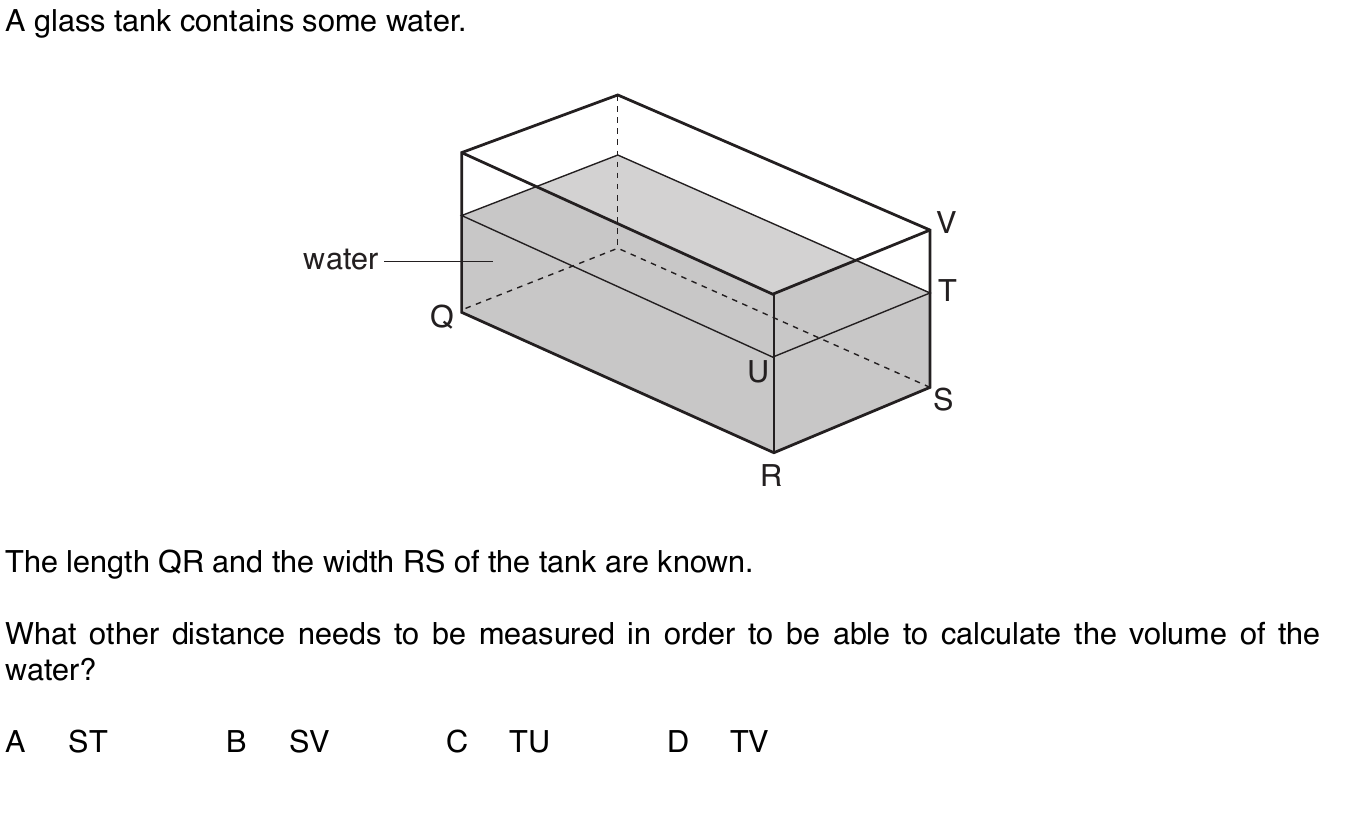 A glass tank contains some water.
V
T
water
Q
U
S
R
The length QR and the width RS of the tank are known.
What other distance needs to be measured in order to be able to calculate the volume of the
water?
A ST B SV C TU D TV